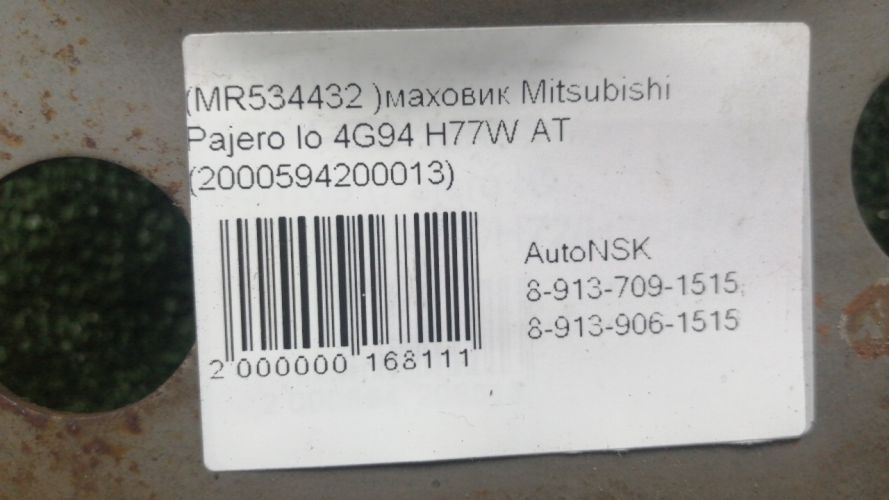 (MR534432 )маховик Mitsubishi
Pajero Io 4G94 H77W AT
(2000594200013)
AutoNSK
8-913-709-1515,
8-913-906-1515
2 000000 168111